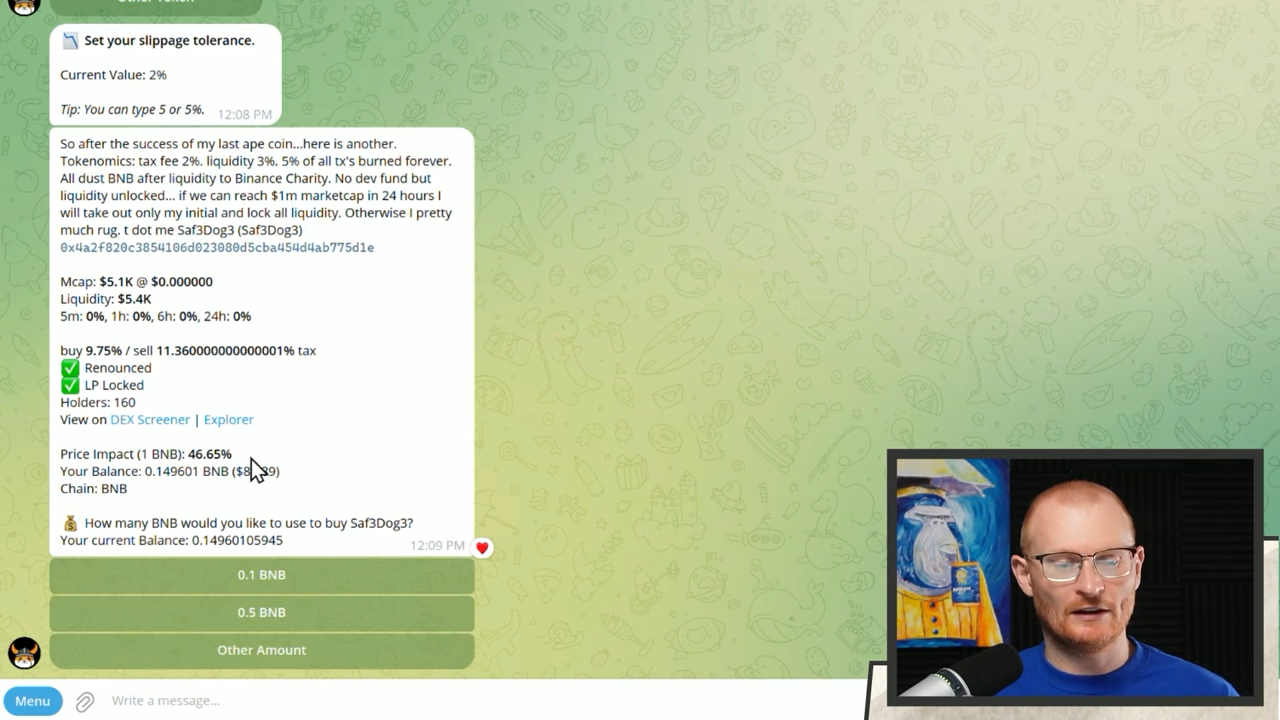 Other Token
Set your slippage tolerance.
Current Value: 2%
Tip: You can type 5 or 5%.
12:08 PM
So after the success of my last ape coin...here is another.
Tokenomics: tax fee 2%. liquidity 3%. 5% of all tx's burned forever.
All dust BNB after liquidity to Binance Charity. No dev fund but
liquidity unlocked... if we can reach $1m marketcap in 24 hours I
will take out only my initial and lock all liquidity. Otherwise I pretty
much rug. t dot me Saf3Dog3 (Saf3Dog3)
0x4a2f820c3854106d023080d5cba454d4ab775d1e
Mcap: $5.1K @ $0.000000
Liquidity: $5.4K
5m: 0%, 1h: 0%, 6h: 0%, 24h: 0%
buy 9.75% / sell 11.360000000000001% tax
Renounced
LP Locked
Holders: 160
View on DEX Screener | Explorer
Price Impact (1 BNB): 46.65%
Your Balance: 0.149601 BNB
Chain: BNB
How many BNB would you like to use to buy Saf3Dog3?
Your current Balance: 0.14960105945
12:09 PM
0.1 BNB
0.5 BNB
Other Amount
Menu
Write a message...